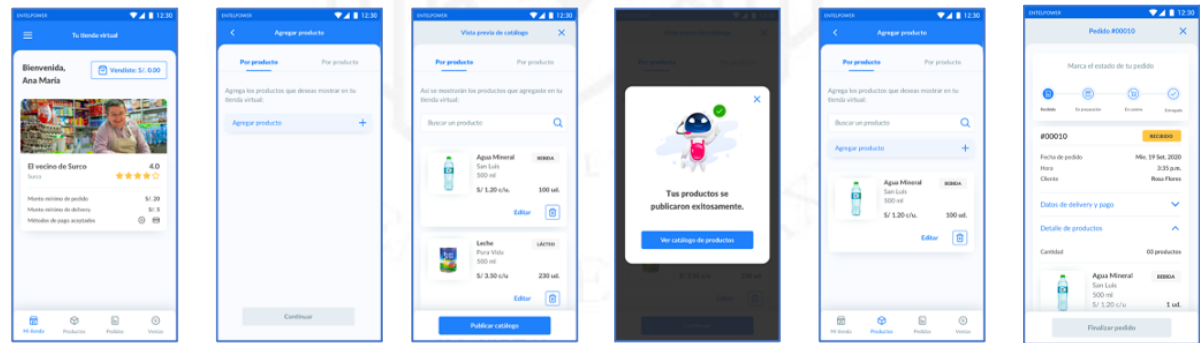 ENTELPOWER 12:30
Tu tienda virtual
Bienvenida,
Ana María
Vendiste: S/. 0.00
El vecino de Surco 4.0
Surco
Monto mínimo de pedido S/. 20
Monto mínimo de delivery S/. 5
Métodos de pago aceptados
Mi tienda Productos Pedidos Ventas
ENTELPOWER 12:30
Agregar producto
Por producto Por producto
Agrega los productos que deseas mostrar en tu
tienda virtual:
Agregar producto +
Continuar
ENTELPOWER 12:30
Vista previa de catálogo X
Por producto Por producto
Así se mostrarán los productos que agregaste en tu
tienda virtual:
Buscar un producto
Agua Mineral BEBIDA
San Luis
500 ml
S/ 1.20 c/u. 100 ud.
Editar
Leche LÁCTEO
Pura Vida
500 ml
S/ 3.50 c/u 230 ud.
Editar
Publicar catálogo
ENTELPOWER 12:30
Tus productos se
publicaron exitosamente.
Ver catálogo de productos
ENTELPOWER 12:30
Agregar producto
Por producto Por producto
Agrega los productos que deseas mostrar en tu
tienda virtual:
Buscar un producto
Agregar producto +
Agua Mineral BEBIDA
San Luis
500 ml
S/ 1.20 c/u. 100 ud.
Editar
Mi tienda Productos Pedidos Ventas
ENTELPOWER 12:30
Pedido #00010 X
Marca el estado de tu pedido
Recibido En preparación En camino Entregado
#00010 RECIBIDO
Fecha de pedido Mie. 19 Set. 2020
Hora 3:35 p.m.
Cliente Rosa Flores
Datos de delivery y pago
Detalle de productos
Cantidad 03 productos
Agua Mineral BEBIDA
San Luis
500 ml
S/ 1.20 c/u 1 ud.
Finalizar pedido